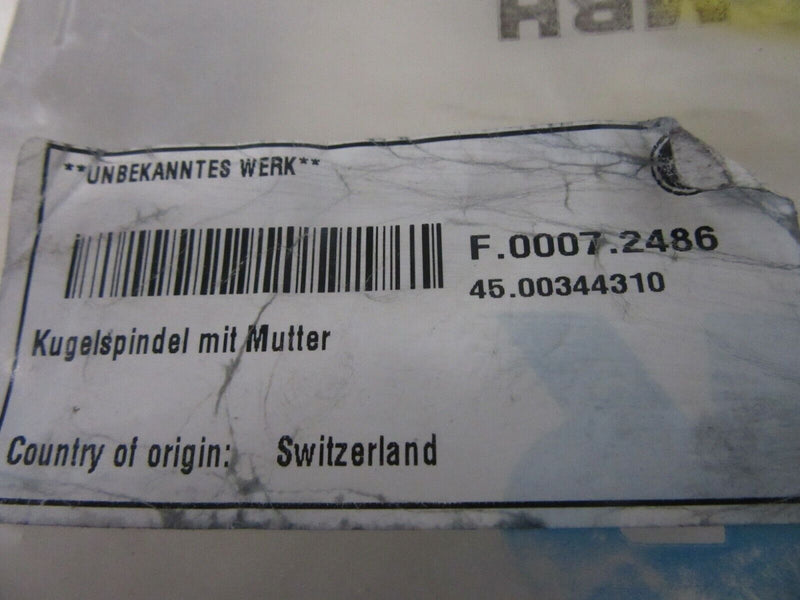 **UNBEKANNTES WERK**
F.0007.2486
45.00344310
Kugelspindel mit Mutter
Country of origin: Switzerland